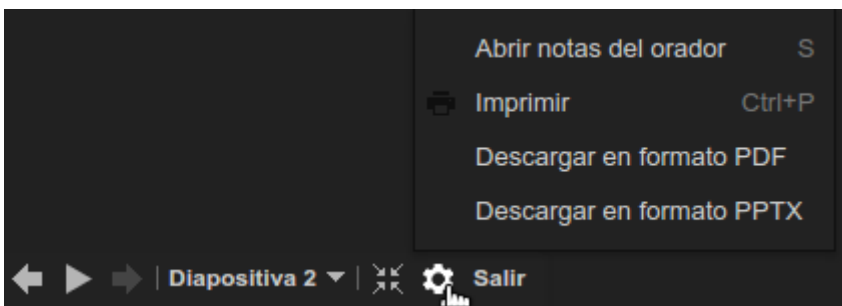 Abrir notas del orador S
Imprimir Ctrl+P
Descargar en formato PDF
Descargar en formato PPTX
Diapositiva 2 Salir